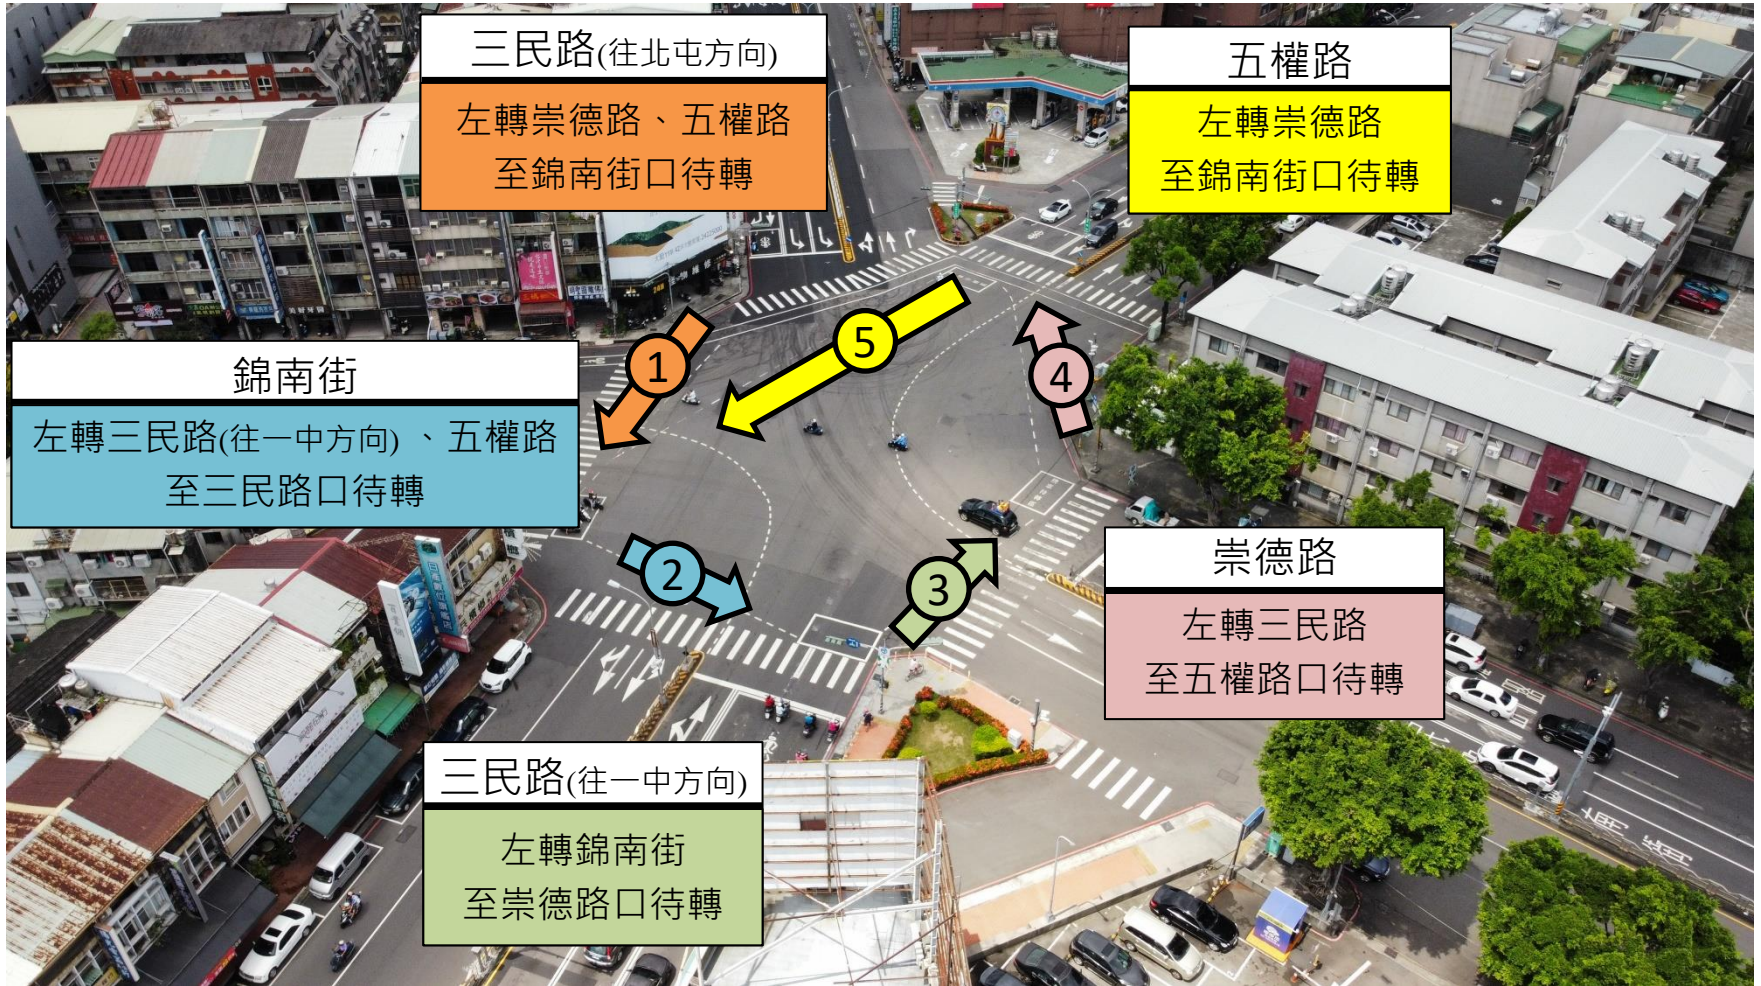 三民路(往北屯方向)
左轉崇德路、五權路
至錦南街口待轉
五權路
左轉崇德路
至錦南街口待轉
1
5
4
錦南街
左轉三民路(往一中方向) 、五權路
至三民路口待轉
2
3
崇德路
左轉三民路
至五權路口待轉
三民路(往一中方向)
左轉錦南街
至崇德路口待轉